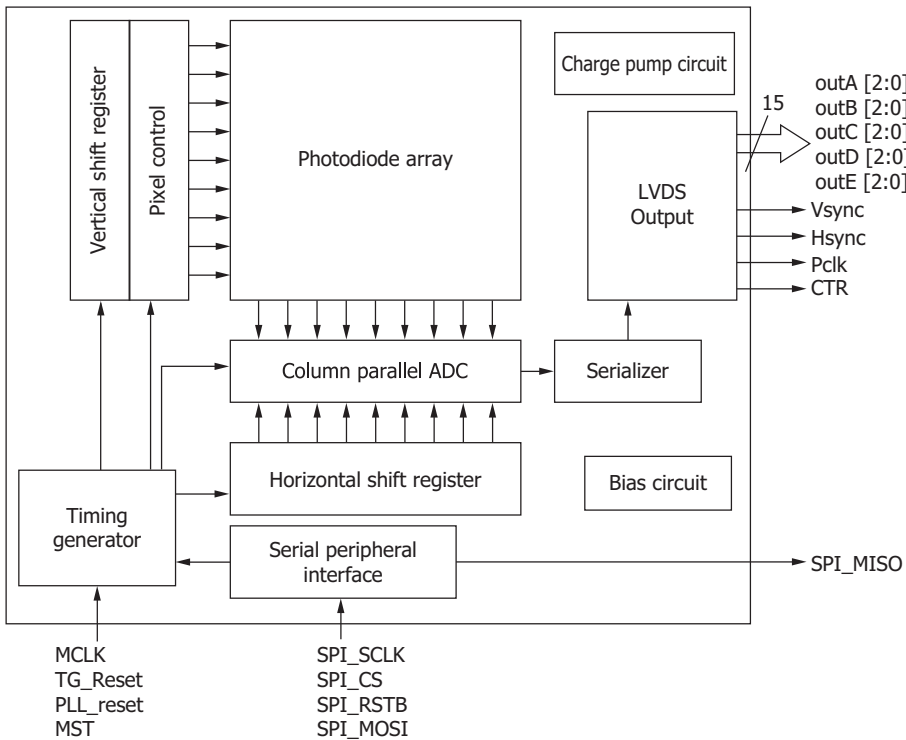 Vertical shift register
Pixel control
Photodiode array
Charge pump circuit
15
outA [2:0]
outB [2:0]
outC [2:0]
outD [2:0]
outE [2:0]
LVDS
Output
Vsync
Hsync
Pclk
CTR
Column parallel ADC
Serializer
Horizontal shift register
Bias circuit
Timing
generator
Serial peripheral
interface
SPI_MISO
MCLK
TG_Reset
PLL_reset
MST
SPI_SCLK
SPI_CS
SPI_RSTB
SPI_MOSI